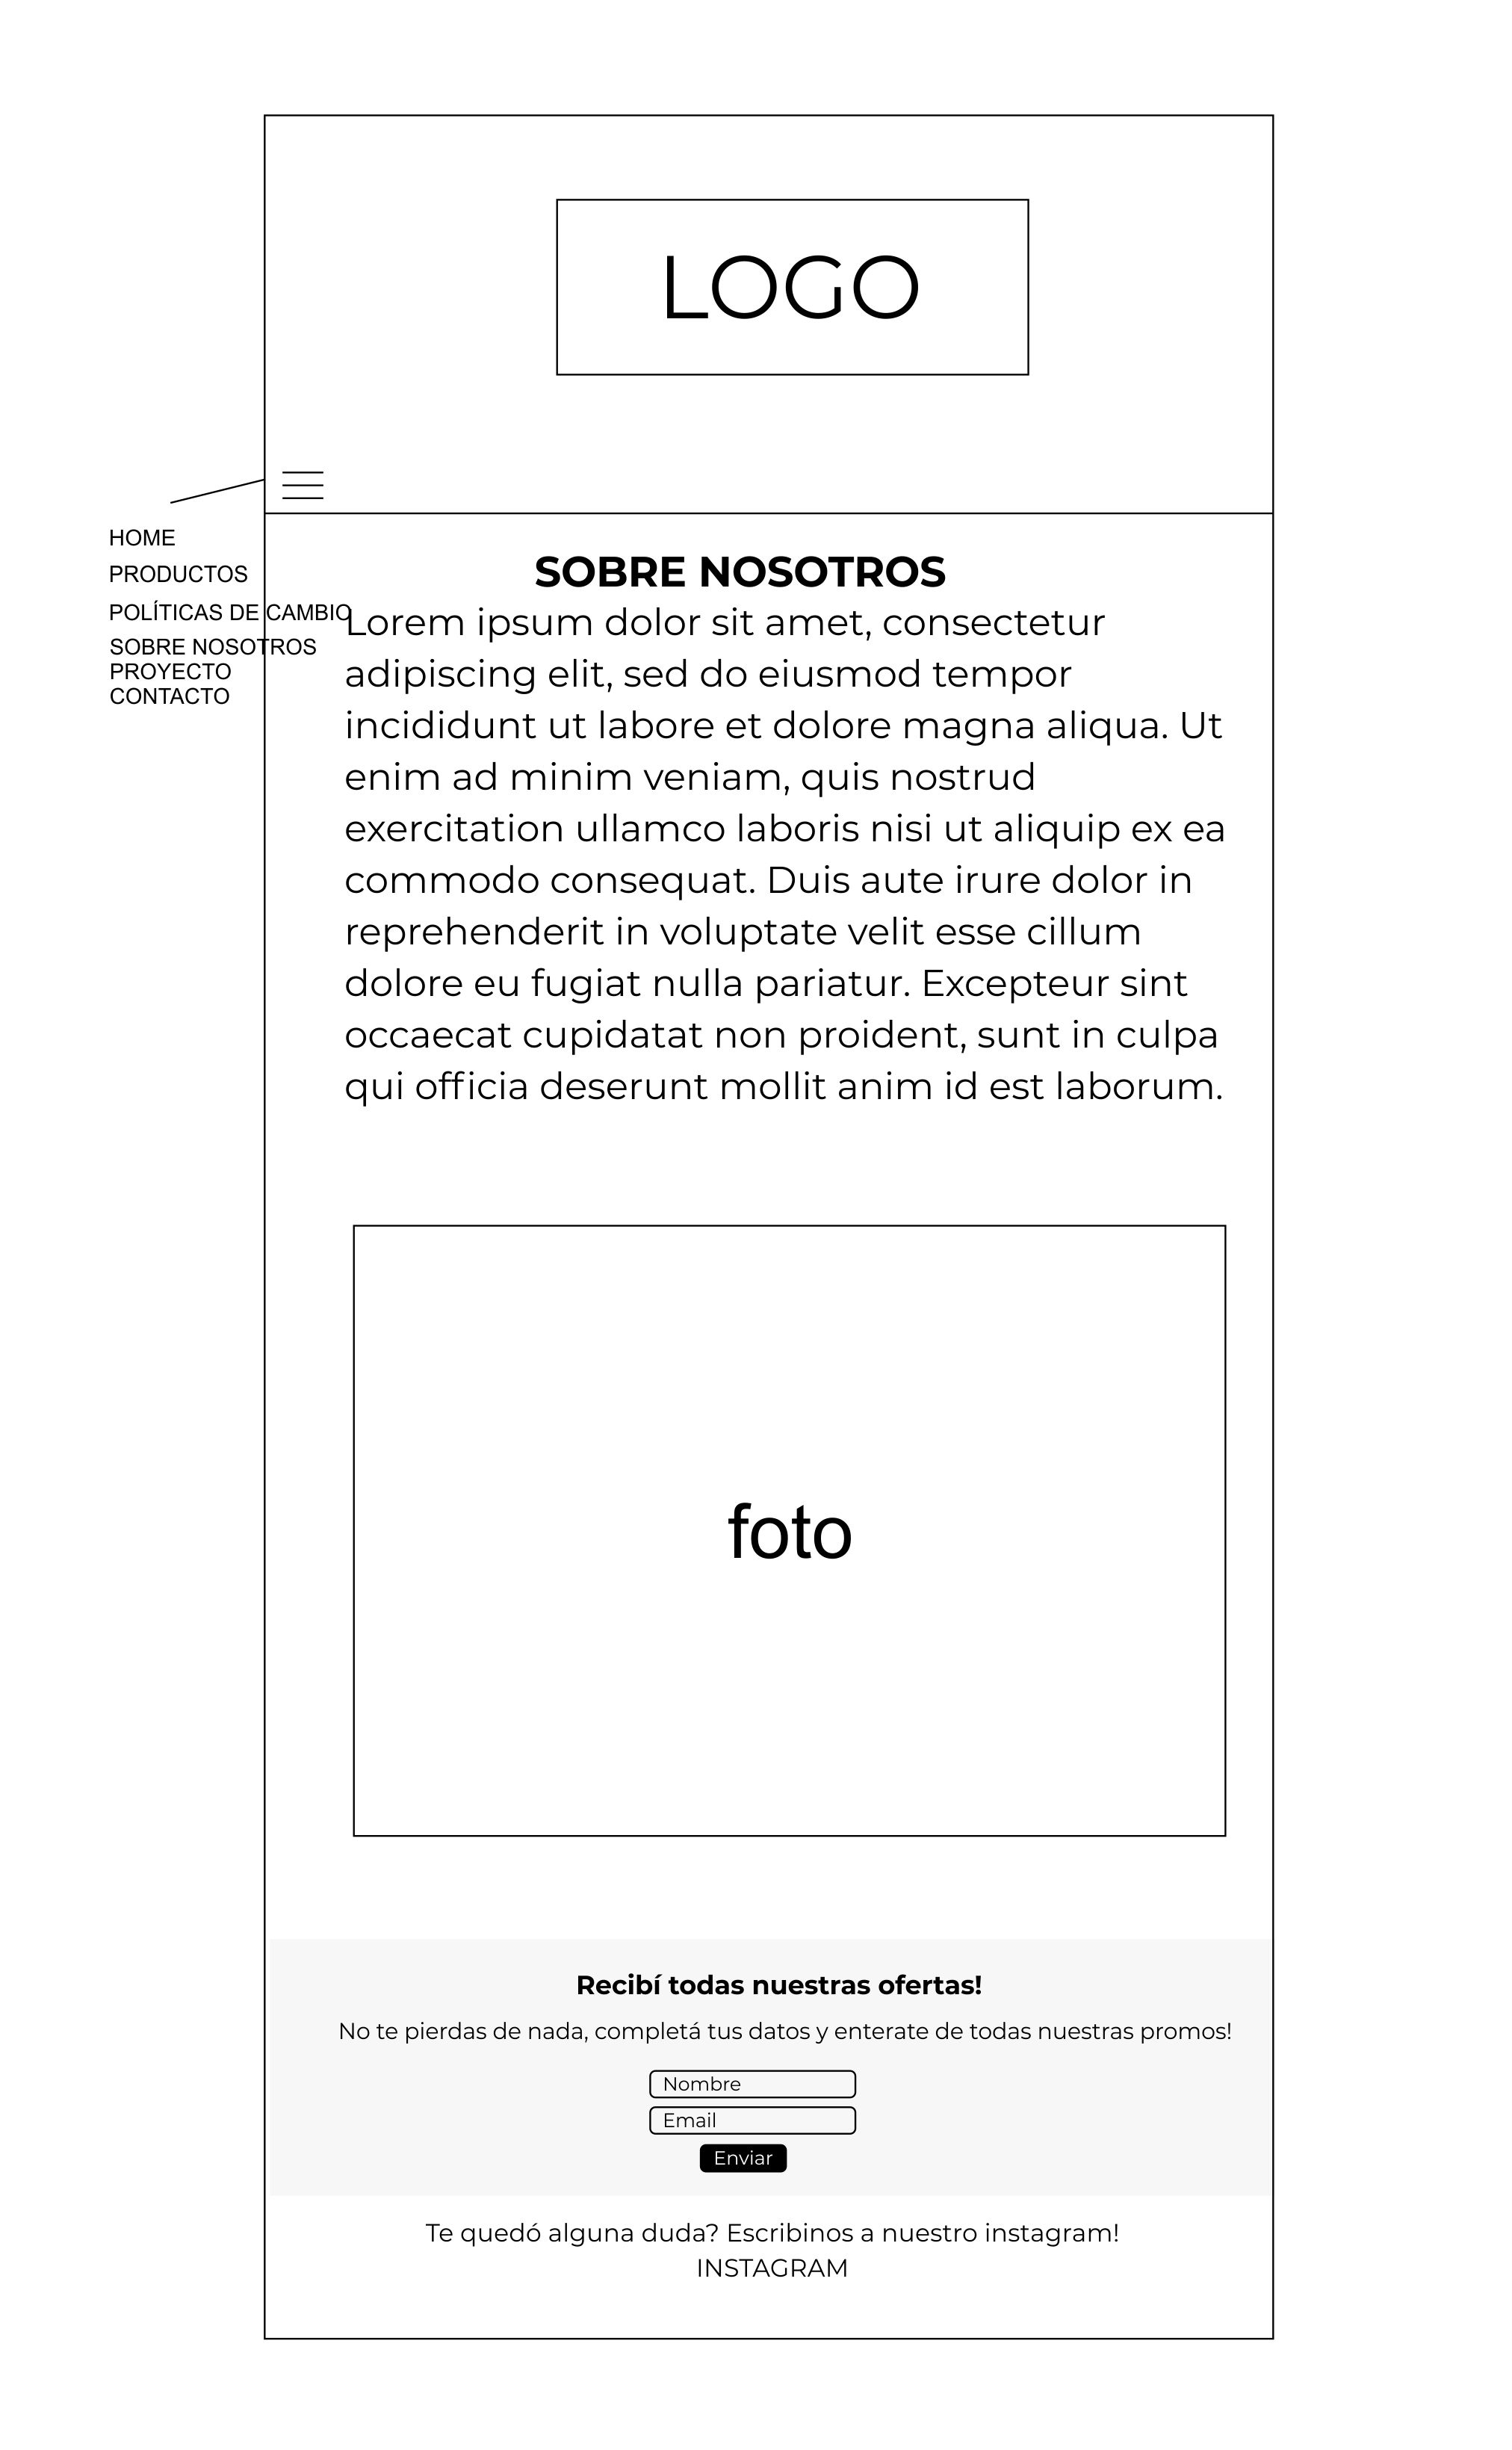 LOGO
HOME
PRODUCTOS
POLÍTICAS DE CAMBIO
SOBRE NOSOTROS
PROYECTO
CONTACTO
SOBRE NOSOTROS
Lorem ipsum dolor sit amet, consectetur
adipiscing elit, sed do eiusmod tempor
incididunt ut labore et dolore magna aliqua. Ut
enim ad minim veniam, quis nostrud
exercitation ullamco laboris nisi ut aliquip ex ea
commodo consequat. Duis aute irure dolor in
reprehenderit in voluptate velit esse cillum
dolore eu fugiat nulla pariatur. Excepteur sint
occaecat cupidatat non proident, sunt in culpa
qui officia deserunt mollit anim id est laborum.
foto
Recibí todas nuestras ofertas!
No te pierdas de nada, completá tus datos y enterate de todas nuestras promos!
Nombre
Email
Enviar
Te quedó alguna duda? Escribinos a nuestro instagram!
INSTAGRAM